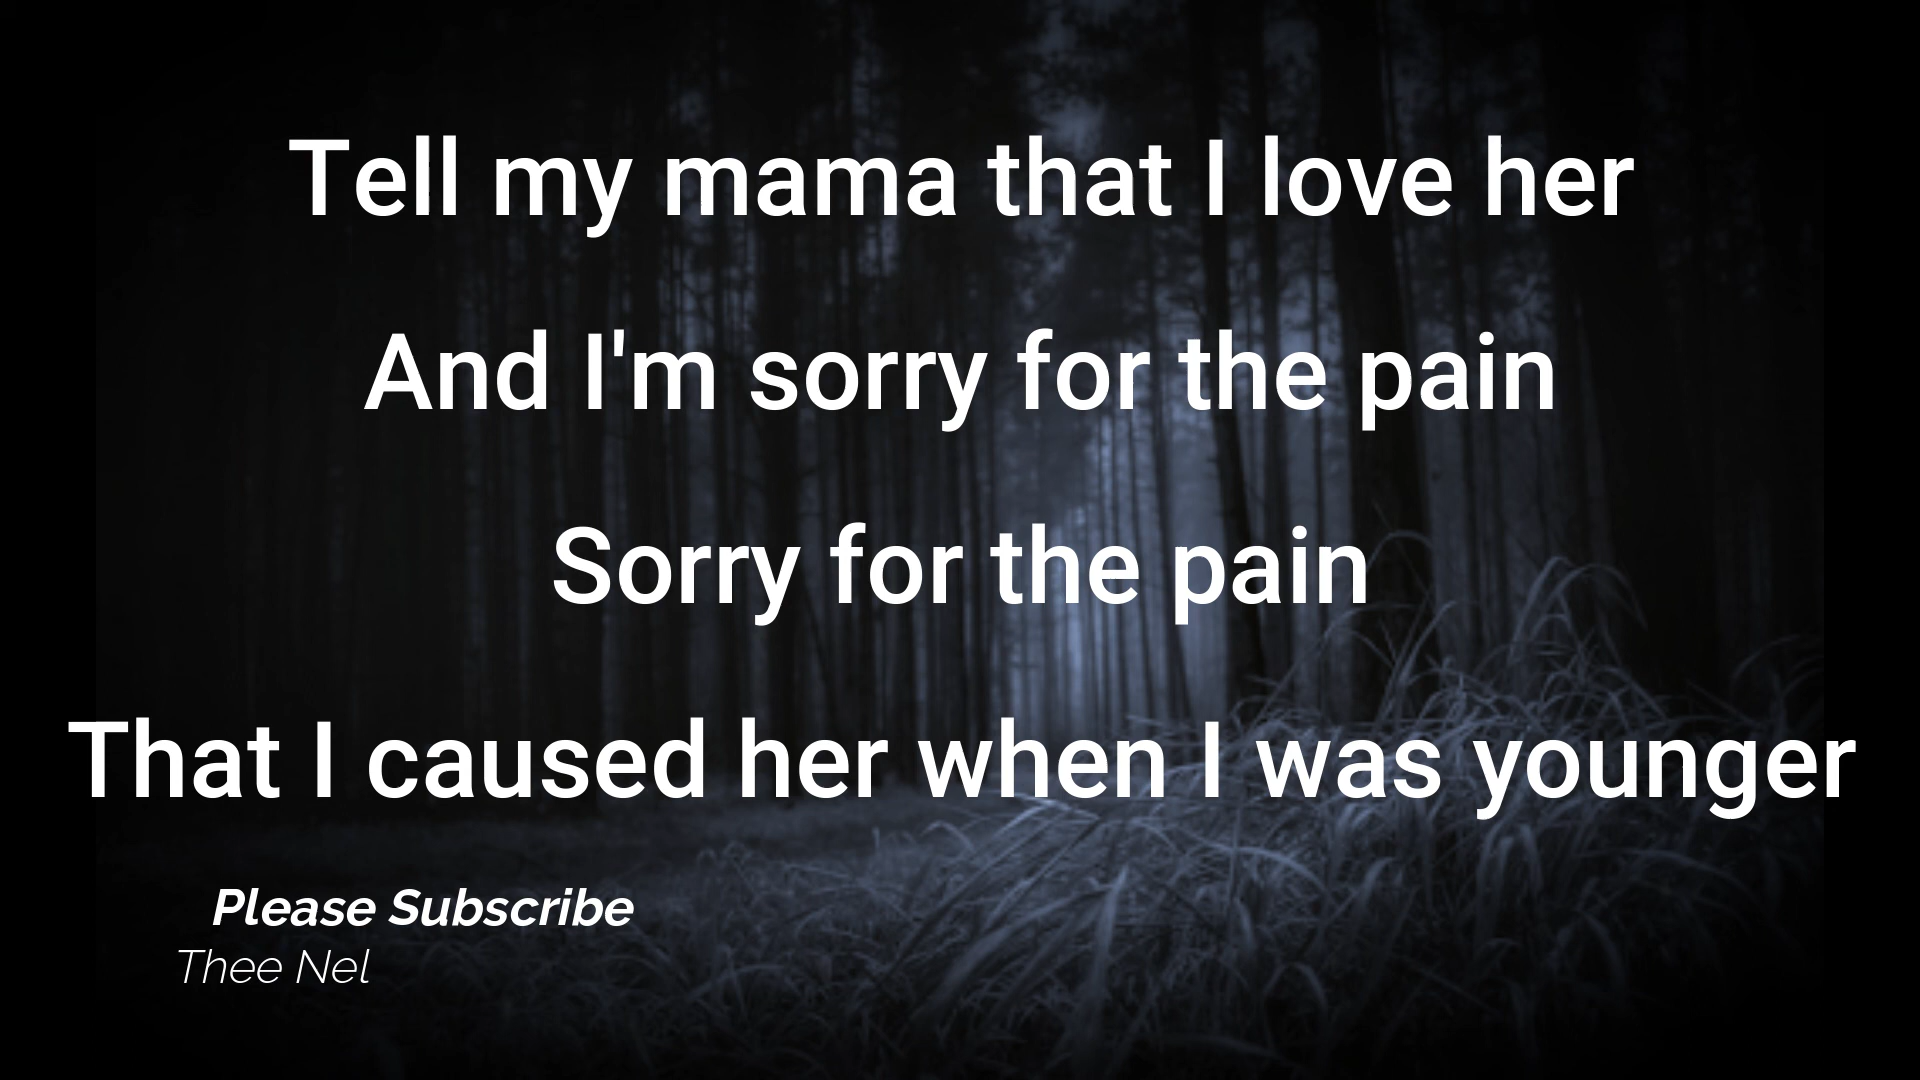 Tell my mama that I love her
And I'm sorry for the pain
Sorry for the pain
That I caused her when I was younger
Please Subscribe
Thee Nel